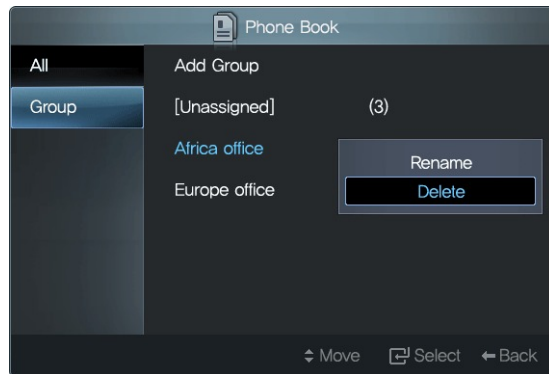 Phone Book
All
Group
Add Group
[Unassigned] (3)
Africa office
Europe office
Rename
Delete
Move Select Back